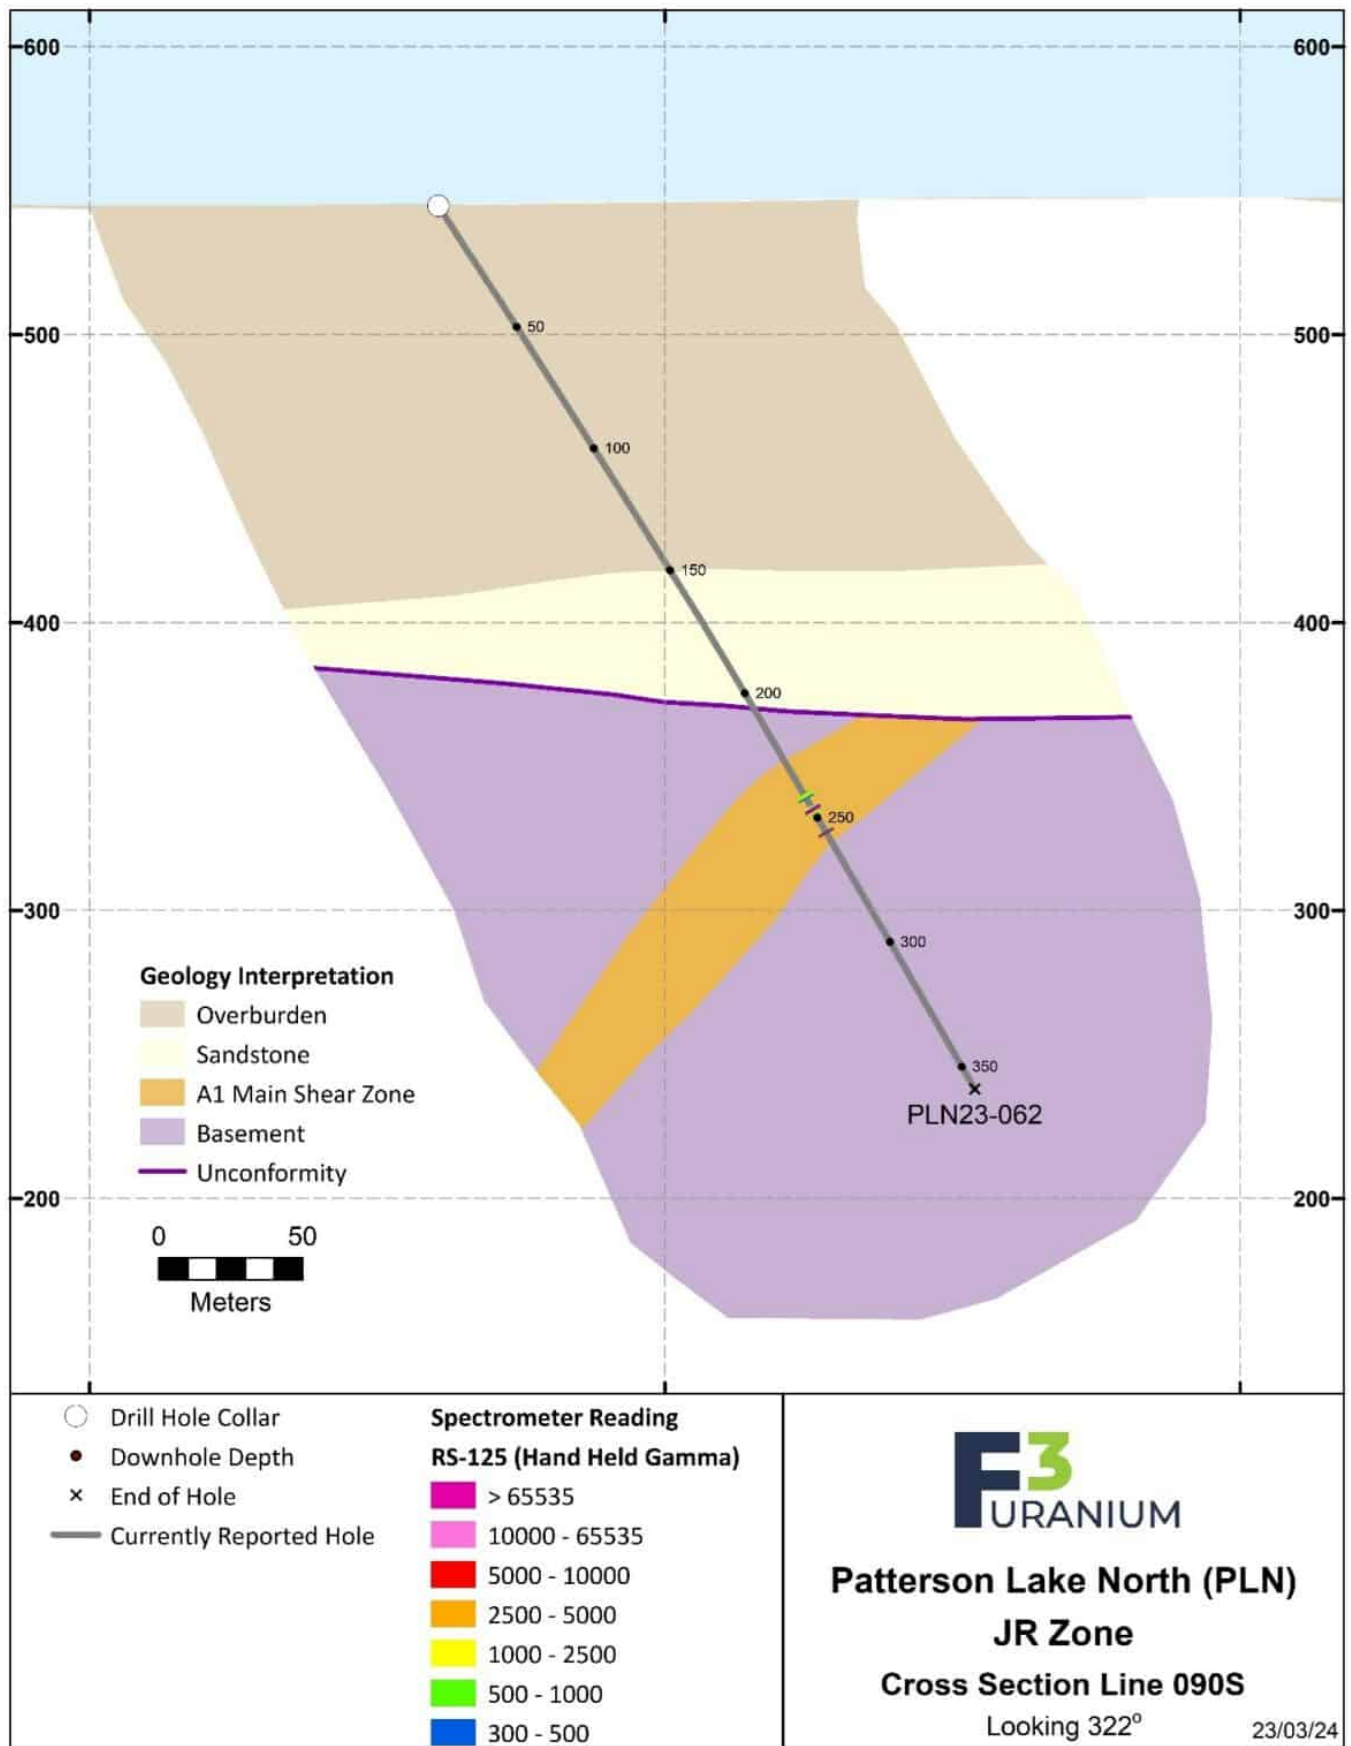 600
600
50
500
500
100
150
400
400
200
250
300
300
300
Geology Interpretation
Overburden
Sandstone
A1 Main Shear Zone
Basement
Unconformity
350
PLN23-062
200
200
0 50
Meters
Drill Hole Collar
Downhole Depth
End of Hole
Currently Reported Hole
Spectrometer Reading
RS-125 (Hand Held Gamma)
> 65535
10000 - 65535
5000 - 10000
2500 - 5000
1000 - 2500
500 - 1000
300 - 500
F3
URANIUM
Patterson Lake North (PLN)
JR Zone
Cross Section Line 090S
Looking 322°
23/03/24